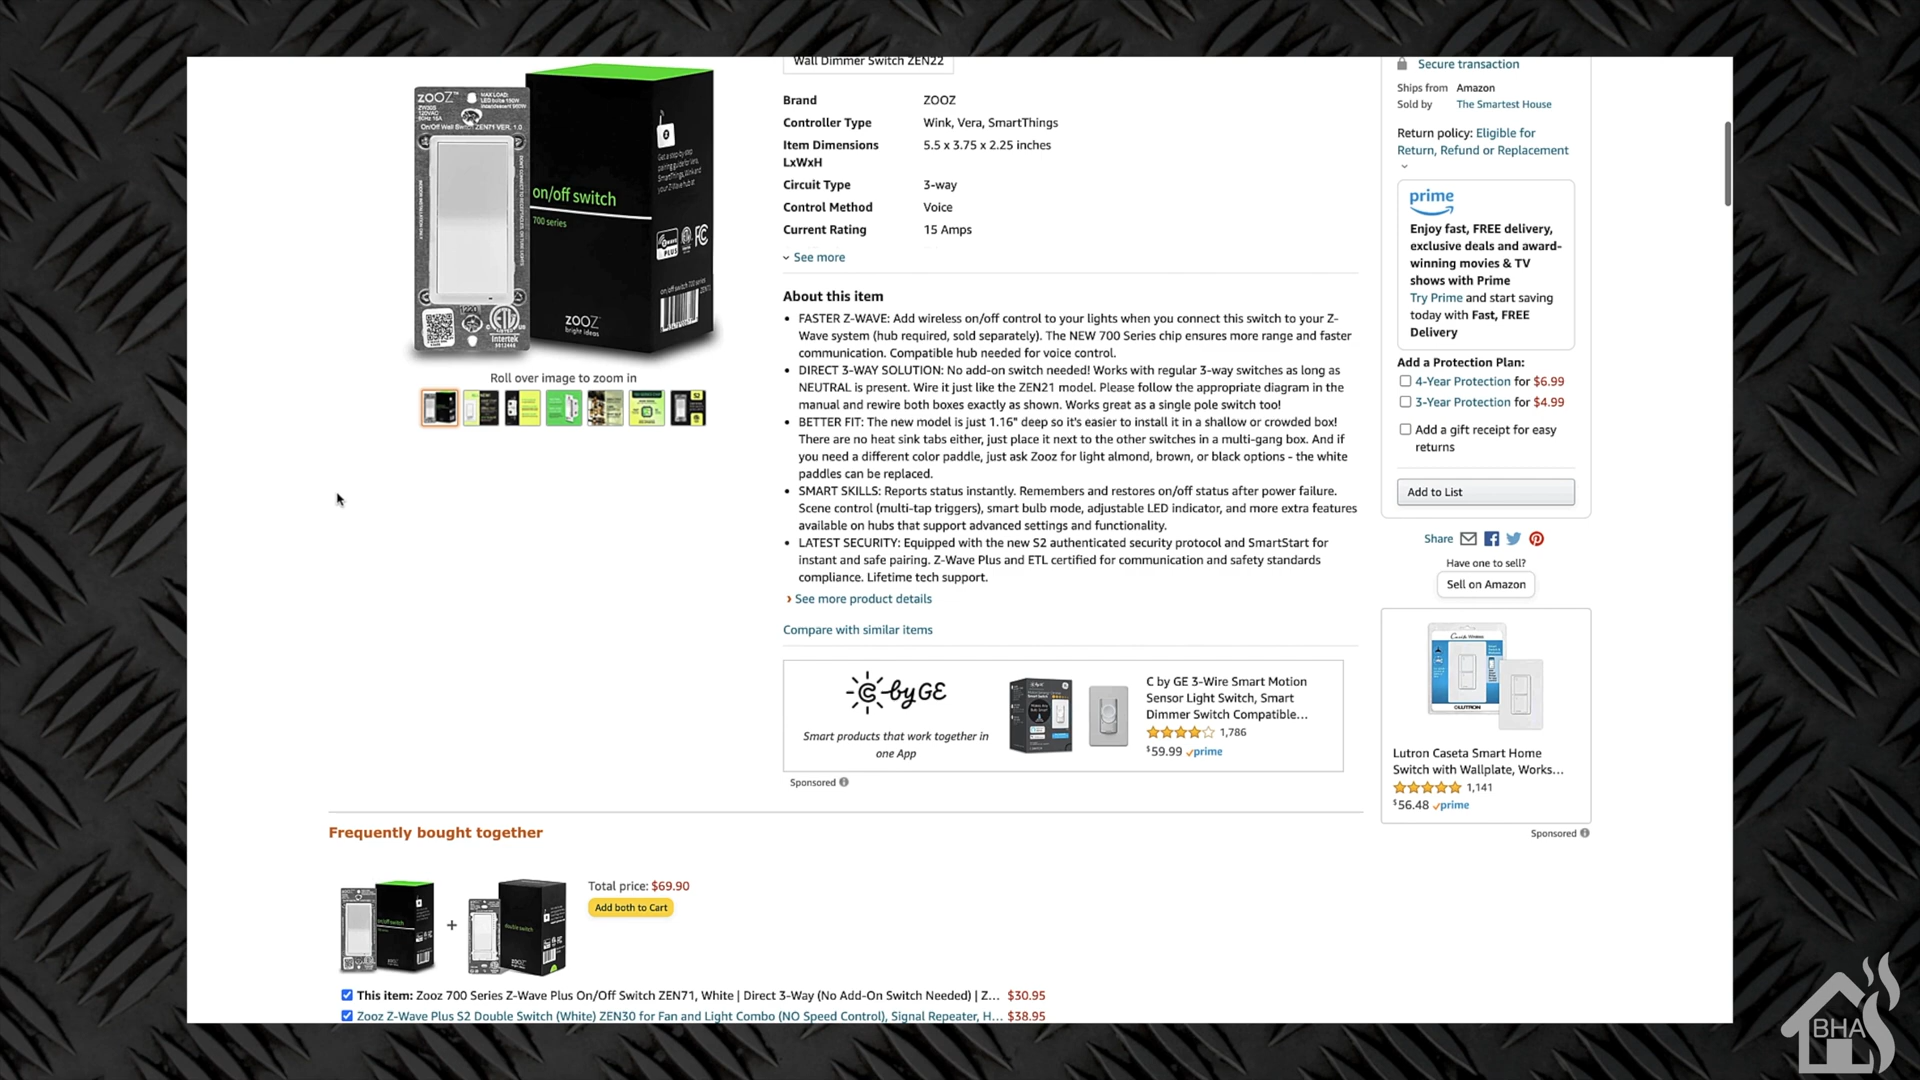 Wall Dimmer Switch ZEN22
Brand ZOOZ
Controller Type Wink, Vera, SmartThings
Item Dimensions LxWxH 5.5 x 3.75 x 2.25 inches
Circuit Type 3-way
Control Method Voice
Current Rating 15 Amps
See more
zooz
MAX LOAD:
On/Off Wall Switch ZEN71 VER. 1.0
on/off switch
700 series
zooz
bright ideas
Intertek
Roll over image to zoom in
About this item
• FASTER Z-WAVE: Add wireless on/off control to your lights when you connect this switch to your Z-
Wave system (hub required, sold separately). The NEW 700 Series chip ensures more range and faster
communication. Compatible hub needed for voice control.
• DIRECT 3-WAY SOLUTION: No add-on switch needed! Works with regular 3-way switches as long as
NEUTRAL is present. Wire it just like the ZEN21 model. Please follow the appropriate diagram in the
manual and rewire both boxes exactly as shown. Works great as a single pole switch too!
• BETTER FIT: The new model is just 1.16" deep so it's easier to install it in a shallow or crowded box!
There are no heat sink tabs either, just place it next to the other switches in a multi-gang box. And if
you need a different color paddle, just ask Zooz for light almond, brown, or black options - the white
paddles can be replaced.
• SMART SKILLS: Reports status instantly. Remembers and restores on/off status after power failure.
Scene control (multi-tap triggers), smart bulb mode, adjustable LED indicator, and more extra features
available on hubs that support advanced settings and functionality.
• LATEST SECURITY: Equipped with the new S2 authenticated security protocol and SmartStart for
instant and safe pairing. Z-Wave Plus and ETL certified for communication and safety standards
compliance. Lifetime tech support.
› See more product details
Compare with similar items
C by GE
Smart products that work together in
one App
C by GE 3-Wire Smart Motion
Sensor Light Switch, Smart
Dimmer Switch Compatible…
1,786
$59.99 prime
Sponsored
Secure transaction
Ships from Amazon
Sold by The Smartest House
Return policy: Eligible for
Return, Refund or Replacement
prime
Enjoy fast, FREE delivery,
exclusive deals and award-
winning movies & TV
shows with Prime
Try Prime and start saving
today with Fast, FREE
Delivery
Add a Protection Plan:
4-Year Protection for $6.99
3-Year Protection for $4.99
Add a gift receipt for easy
returns
Add to List
Share
Have one to sell?
Sell on Amazon
LUTRON
Lutron Caseta Smart Home
Switch with Wallplate, Works…
1,141
$56.48 prime
Sponsored
Frequently bought together
+
Total price: $69.90
Add both to Cart
This item: Zooz 700 Series Z-Wave Plus On/Off Switch ZEN71, White | Direct 3-Way (No Add-On Switch Needed) | Z… $30.95
Zooz Z-Wave Plus S2 Double Switch (White) ZEN30 for Fan and Light Combo (NO Speed Control), Signal Repeater, H… $38.95
BHA